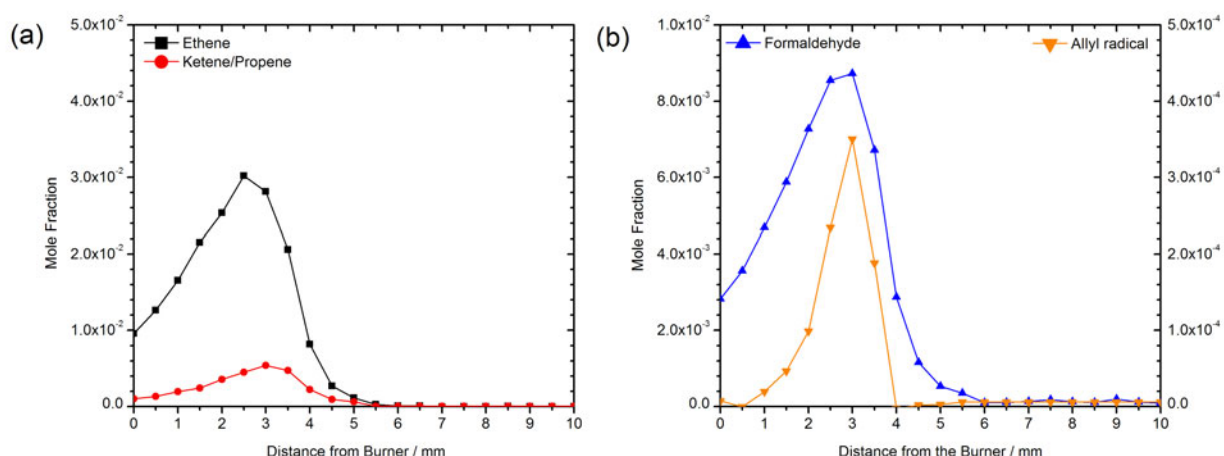 (a)
5.0x10⁻²
4.0x10⁻²
3.0x10⁻²
2.0x10⁻²
1.0x10⁻²
0.0
Mole Fraction
Ethene
Ketene/Propene
0 1 2 3 4 5 6 7 8 9 10
Distance from Burner / mm
(b)
1.0x10⁻²
8.0x10⁻³
6.0x10⁻³
4.0x10⁻³
2.0x10⁻³
0.0
Mole Fraction
Formaldehyde
Allyl radical
5.0x10⁻⁴
4.0x10⁻⁴
3.0x10⁻⁴
2.0x10⁻⁴
1.0x10⁻⁴
0.0
0 1 2 3 4 5 6 7 8 9 10
Distance from the Burner / mm